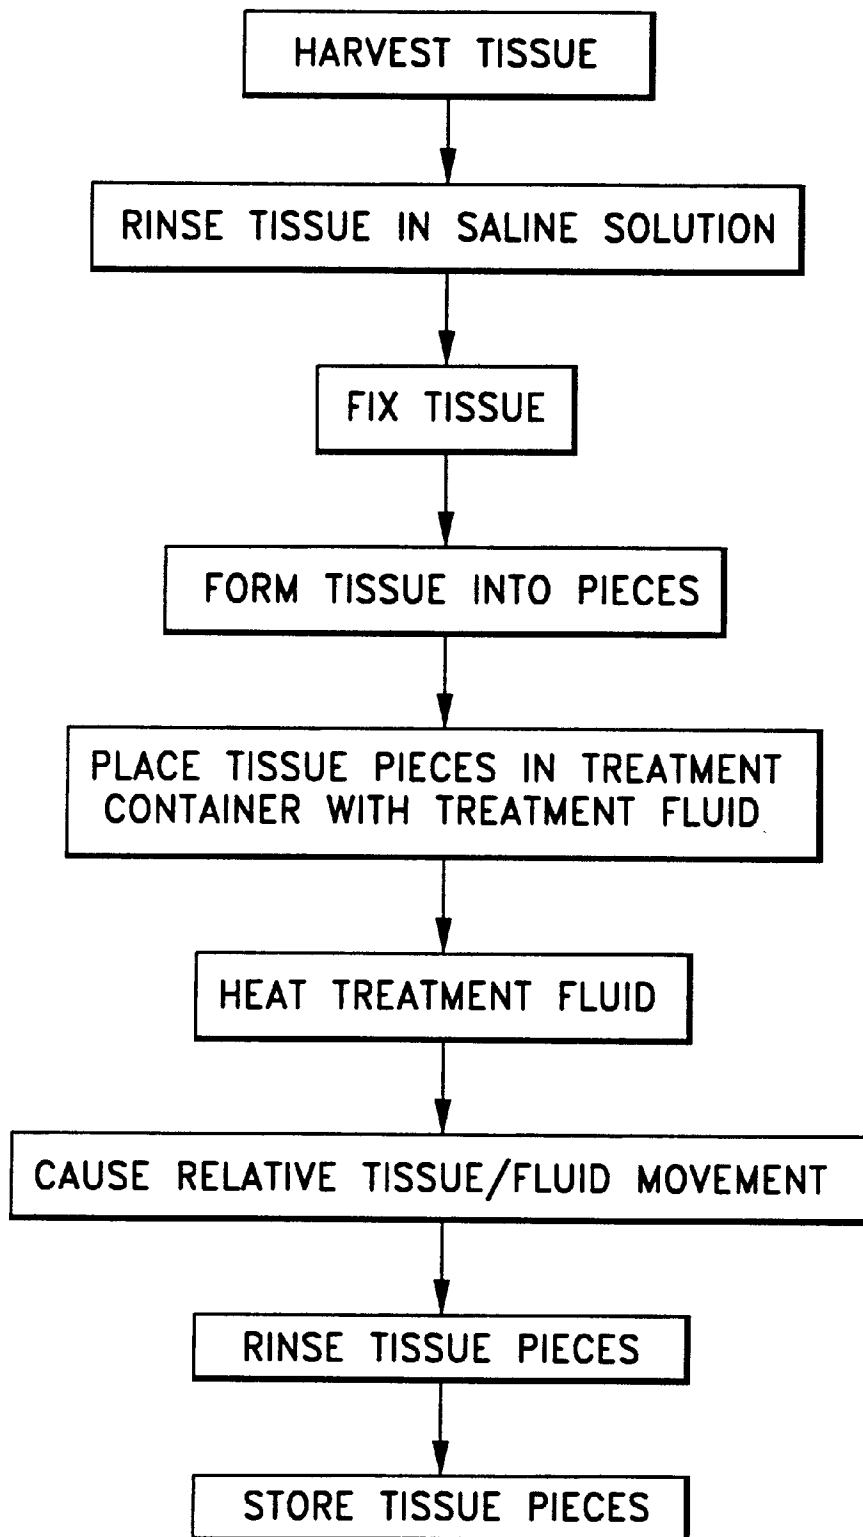 HARVEST TISSUE
RINSE TISSUE IN SALINE SOLUTION
FIX TISSUE
FORM TISSUE INTO PIECES
PLACE TISSUE PIECES IN TREATMENT
CONTAINER WITH TREATMENT FLUID
HEAT TREATMENT FLUID
CAUSE RELATIVE TISSUE/FLUID MOVEMENT
RINSE TISSUE PIECES
STORE TISSUE PIECES